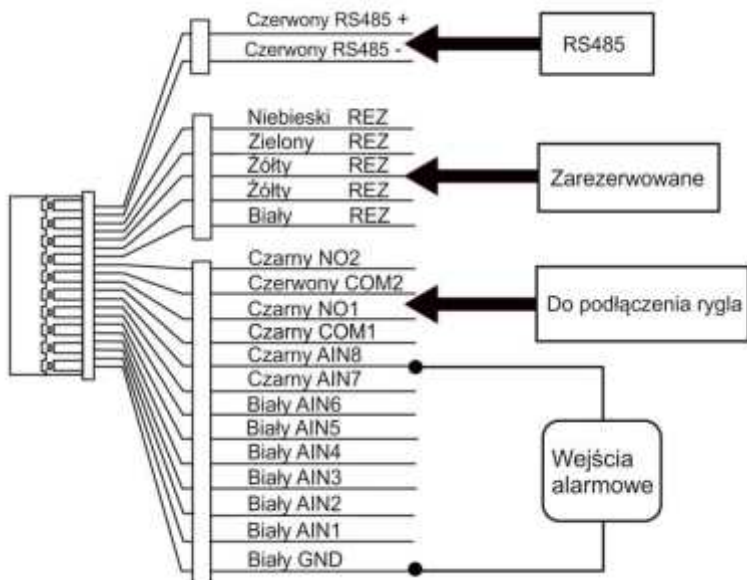 Czerwony RS485 +
Czerwony RS485 -
RS485
Niebieski REZ
Zielony REZ
Żółty REZ
Żółty REZ
Biały REZ
Zarezerwowane
Czarny NO2
Czerwony COM2
Czarny NO1
Czarny COM1
Do podłączenia rygla
Czarny AIN8
Czarny AIN7
Biały AIN6
Biały AIN5
Biały AIN4
Biały AIN3
Biały AIN2
Biały AIN1
Biały GND
Wejścia
alarmowe